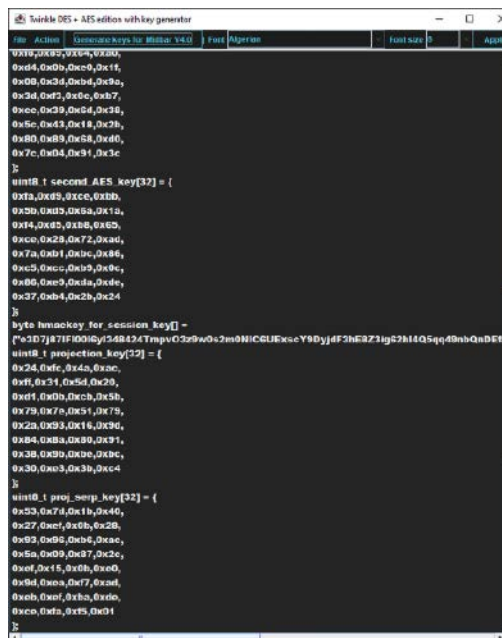 Twinkle DES + AES edition with key generator
File Action Generate keys for Midbar V4.0 Font Algerian Font size
0xd4,0x0b,0xe9,0x1f,
0x08,0x3d,0xbd,0x9a,
0x3d,0xf3,0x0c,0xb7,
0xee,0x39,0x6d,0x38,
0x5c,0x43,0x18,0x2b,
0x80,0x89,0x68,0xd0,
0x7c,0x04,0x91,0x3c
};
uint8_t second_AES_key[32] = {
0xfa,0xd9,0xce,0xbb,
0x5b,0xd5,0x6a,0x1a,
0xf4,0xd5,0xb8,0x65,
0xce,0x28,0x72,0xad,
0x7a,0xb1,0xbc,0x86,
0xc5,0xcc,0xb9,0x0c,
0x86,0xe9,0xda,0xde,
0x37,0xb4,0x2b,0x24
};
byte hmackey_for_session_key[] =
uint8_t projection_key[32] = {
0x24,0xfc,0x4a,0xac,
0xff,0x31,0x5d,0x20,
0xd1,0x0b,0xcb,0x5b,
0x79,0x7e,0x51,0x79,
0x2a,0x93,0x16,0x9d,
0x84,0x8a,0x80,0x91,
0x38,0x9b,0xbe,0xbc,
0x30,0xe3,0x3b,0xc4
};
uint8_t proj_serp_key[32] = {
0x53,0x7d,0x1b,0x40,
0x27,0xef,0x0b,0x28,
0x93,0x96,0xb6,0xac,
0x5a,0x09,0x87,0x2c,
0xef,0x15,0x0b,0xe0,
0x9d,0xea,0xf7,0xad,
0xeb,0xef,0xba,0xde,
0xce,0xfa,0xf5,0x01
};